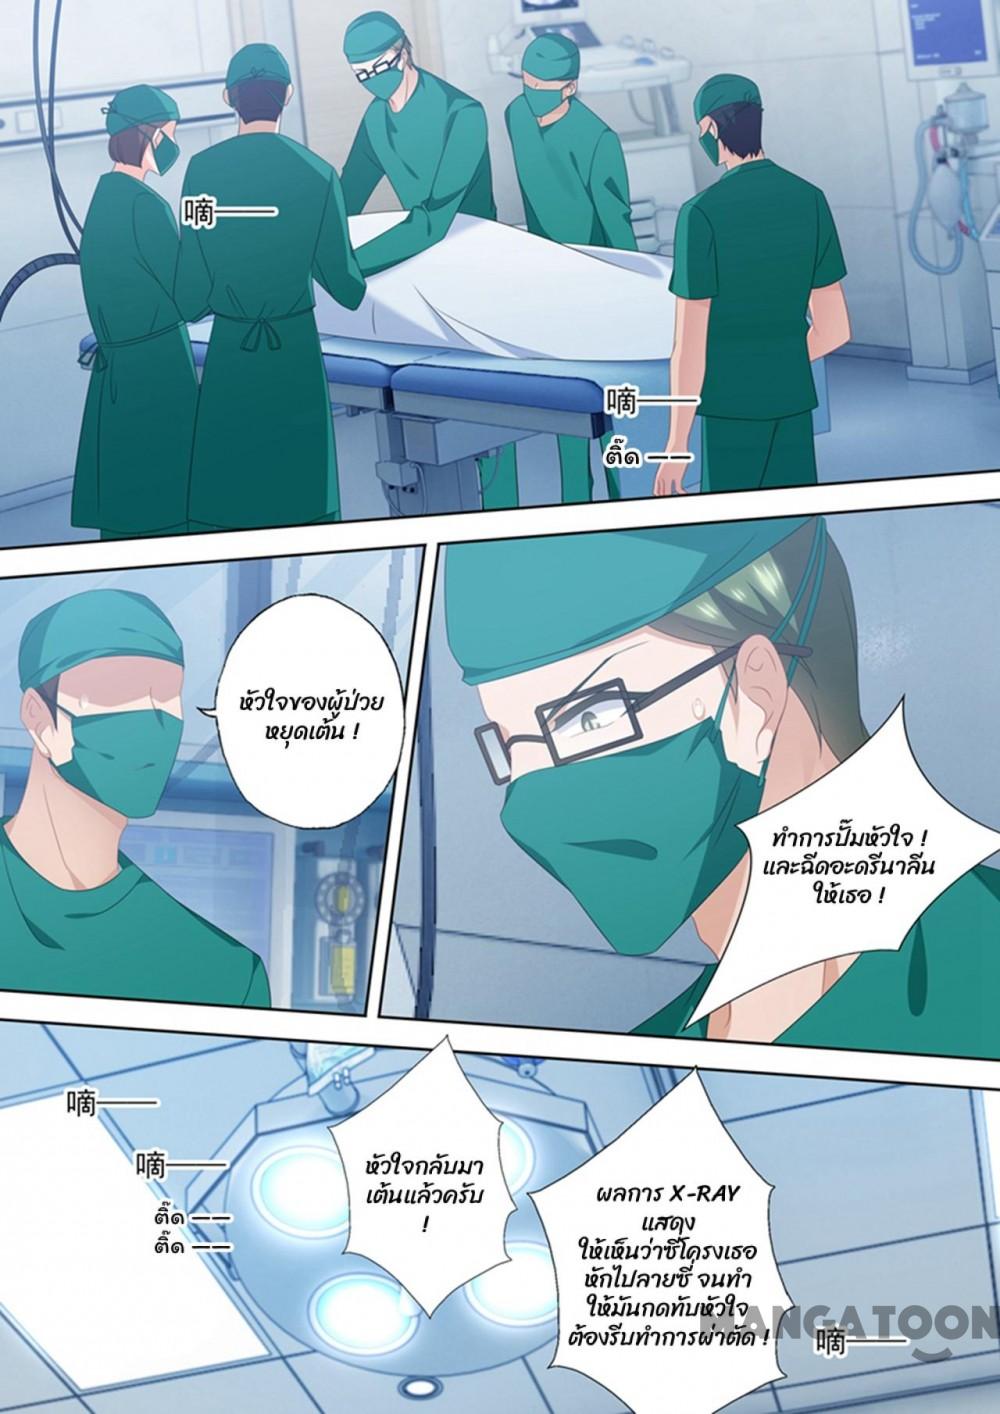 嘀——
嘀——
ติ๊ด ——
หัวใจของผู้ป่วย
หยุดเต้น !
ทำการปั๊มหัวใจ !
และฉีดอะดรีนาลีน
ให้เธอ !
嘀——
嘀——
ติ๊ด ——
ติ๊ด ——
หัวใจกลับมา
เต้นแล้วครับ
!
ผลการ X-RAY
แสดง
ให้เห็นว่าซี่โครงเธอ
หักไปลายซี่ จนทำ
ให้มันกดทับหัวใจ
ต้องรีบทำการผ่าตัด !
MANGATOON
嘀——